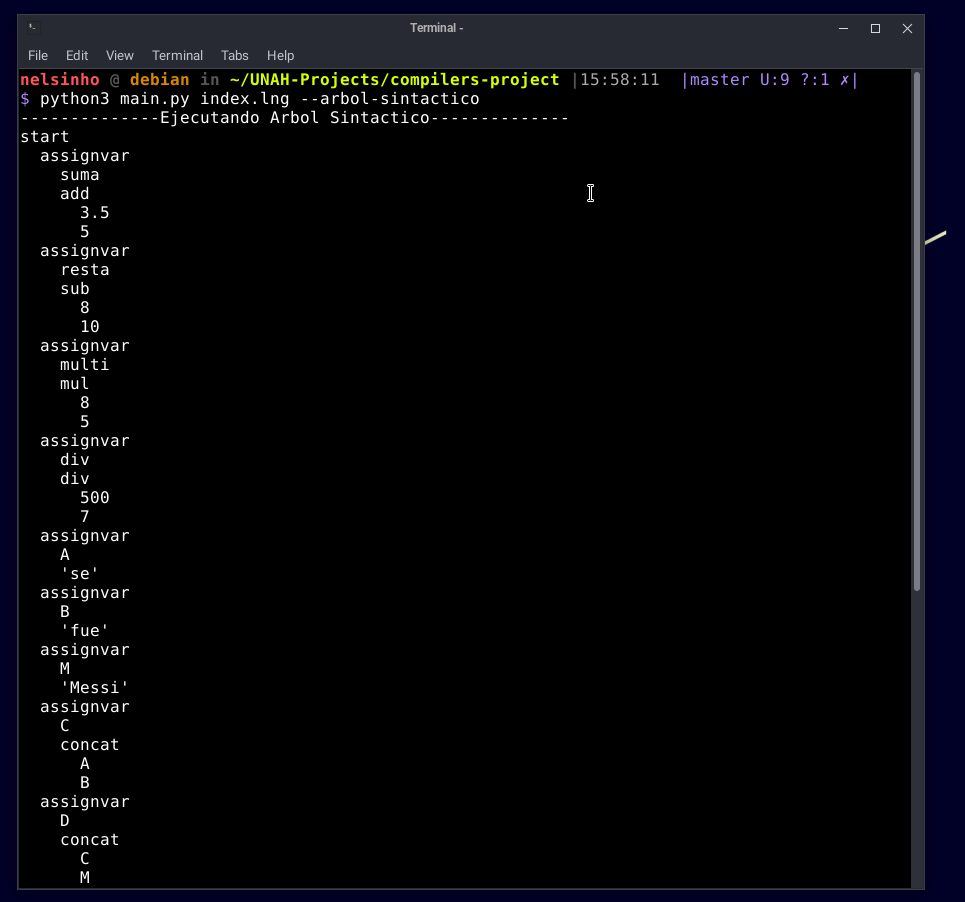 Terminal -
File Edit View Terminal Tabs Help
nelsinho @ debian in ~/UNAH-Projects/compilers-project |15:58:11  |master U:9 ?:1 ✗|
$ python3 main.py index.lng --arbol-sintactico
--------------Ejecutando Arbol Sintactico--------------
start
  assignvar
    suma
    add
      3.5
      5
  assignvar
    resta
    sub
      8
      10
  assignvar
    multi
    mul
      8
      5
  assignvar
    div
    div
      500
      7
  assignvar
    A
    'se'
  assignvar
    B
    'fue'
  assignvar
    M
    'Messi'
  assignvar
    C
    concat
      A
      B
  assignvar
    D
    concat
      C
      M